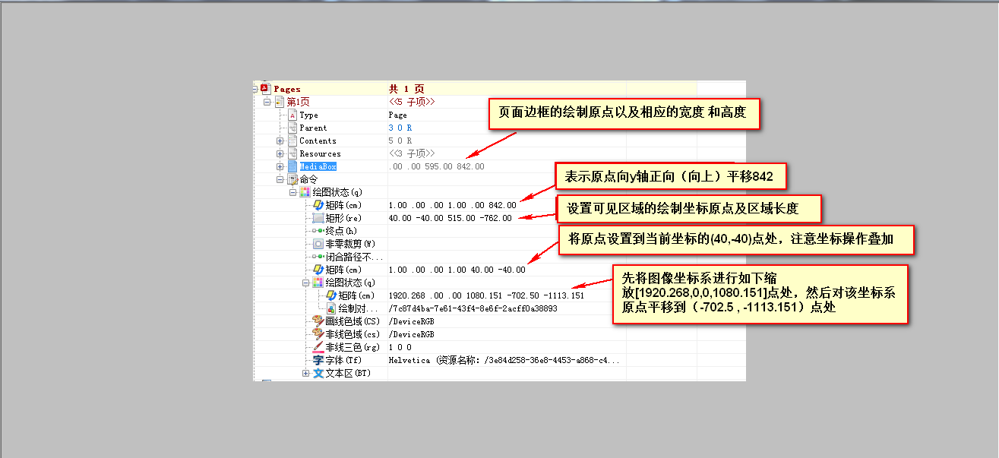 Pages 共 1 页
第1页 <<5 子项>>
页面边框的绘制原点以及相应的宽度 和高度
Type Page
Parent 3 0 R
Contents 5 0 R
Resources <<3 子项>>
MediaBox .00 .00 595.00 842.00
表示原点向y轴正向（向上）平移842
命令
绘图状态(q)
矩阵(cm) 1.00 .00 .00 1.00 .00 842.00
设置可见区域的绘制坐标原点及区域长度
矩形(re) 40.00 -40.00 515.00 -762.00
终点(h)
将原点设置到当前坐标的(40,-40)点处，注意坐标操作叠加
非零裁剪(W)
闭合路径不...
矩阵(cm) 1.00 .00 .00 1.00 40.00 -40.00
绘图状态(q)
先将图像坐标系进行如下缩
放[1920.268,0,0,1080.151]点处，然后对该坐标系
原点平移到（-702.5 , -1113.151）点处
矩阵(cm) 1920.268 .00 .00 1080.151 -702.50 -1113.151
绘制对... /7c87d4ba-7e61-43f4-8e6f-2acff0a38893
画线色域(CS) /DeviceRGB
非线色域(cs) /DeviceRGB
非线三色(rg) 1 0 0
字体(Tf) Helvetica (资源名称: /3e84d258-36e8-4453-a868-c4...
文本区(BT)